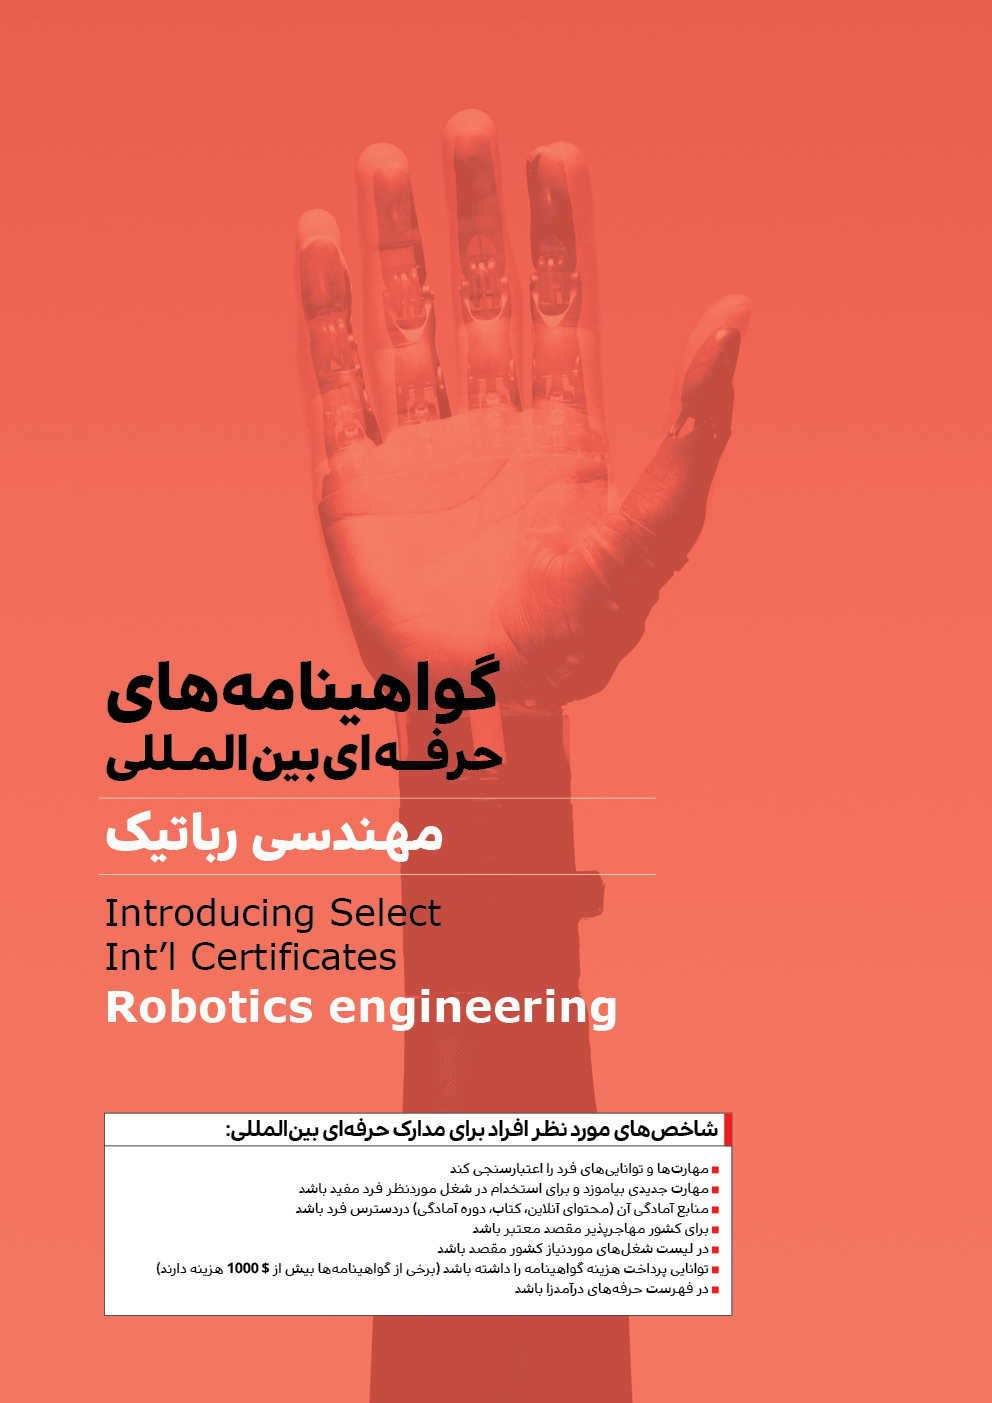 گواهینامه‌های
حرفــه‌ای بین‌المـللی
مهندسی رباتیک
Introducing Select
Int’l Certificates
Robotics engineering
شاخص‌های مورد نظر افراد برای مدارک حرفه‌ای بین‌المللی:
■ مهارت‌ها و توانایی‌های فرد را اعتبارسنجی کند
■ مهارت جدیدی بیاموزد و برای استخدام در شغل موردنظر فرد مفید باشد
■ منابع آمادگی آن (محتوای آنلاین، کتاب، دوره آمادگی) دردسترس فرد باشد
■ برای کشور مهاجرپذیر مقصد معتبر باشد
■ در لیست شغل‌های موردنیاز کشور مقصد باشد
■ توانایی پرداخت هزینه گواهینامه را داشته باشد (برخی از گواهینامه‌ها بیش از $ 1000 هزینه دارند)
■ در فهرست حرفه‌های درآمدزا باشد